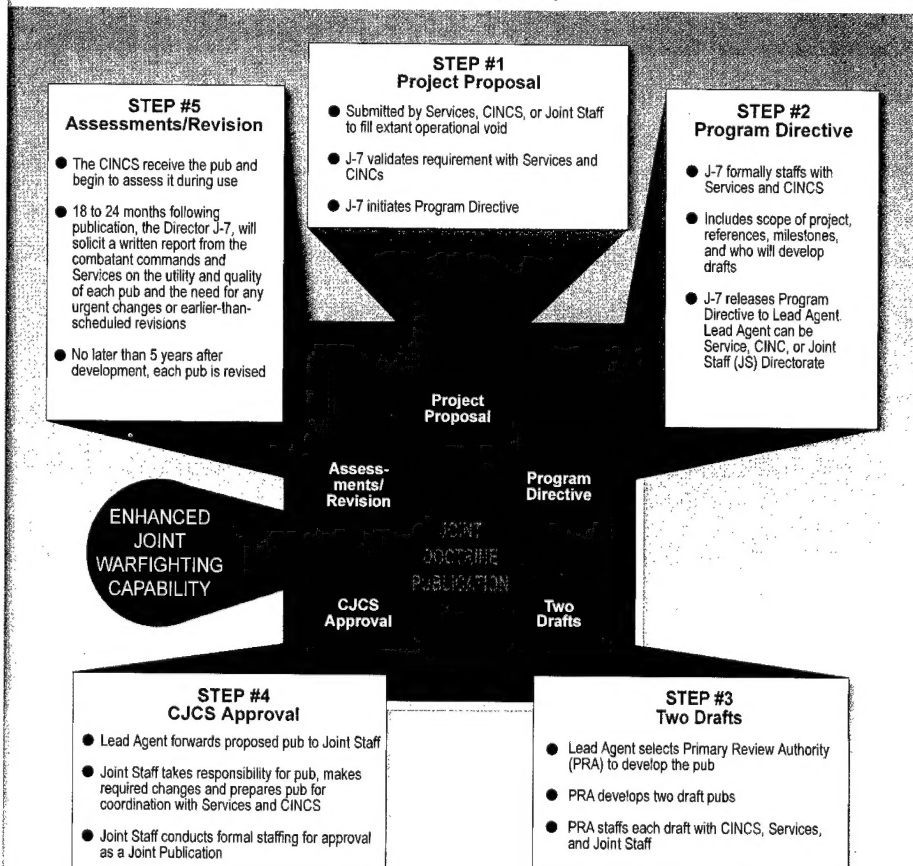 STEP #1
Project Proposal
● Submitted by Services, CINCS, or Joint Staff
to fill extant operational void
● J-7 validates requirement with Services and
CINCs
● J-7 initiates Program Directive
STEP #2
Program Directive
● J-7 formally staffs with
Services and CINCS
● Includes scope of project,
references, milestones,
and who will develop
drafts
● J-7 releases Program
Directive to Lead Agent.
Lead Agent can be
Service, CINC, or Joint
Staff (JS) Directorate
STEP #3
Two Drafts
● Lead Agent selects Primary Review Authority
(PRA) to develop the pub
● PRA develops two draft pubs
● PRA staffs each draft with CINCS, Services,
and Joint Staff
STEP #4
CJCS Approval
● Lead Agent forwards proposed pub to Joint Staff
● Joint Staff takes responsibility for pub, makes
required changes and prepares pub for
coordination with Services and CINCS
● Joint Staff conducts formal staffing for approval
as a Joint Publication
STEP #5
Assessments/Revision
● The CINCS receive the pub and
begin to assess it during use
● 18 to 24 months following
publication, the Director J-7, will
solicit a written report from the
combatant commands and
Services on the utility and quality
of each pub and the need for any
urgent changes or earlier-than-
scheduled revisions
● No later than 5 years after
development, each pub is revised
Project
Proposal
Program
Directive
Two
Drafts
CJCS
Approval
Assess-
ments/
Revision
JOINT
DOCTRINE
PUBLICATION
ENHANCED
JOINT
WARFIGHTING
CAPABILITY